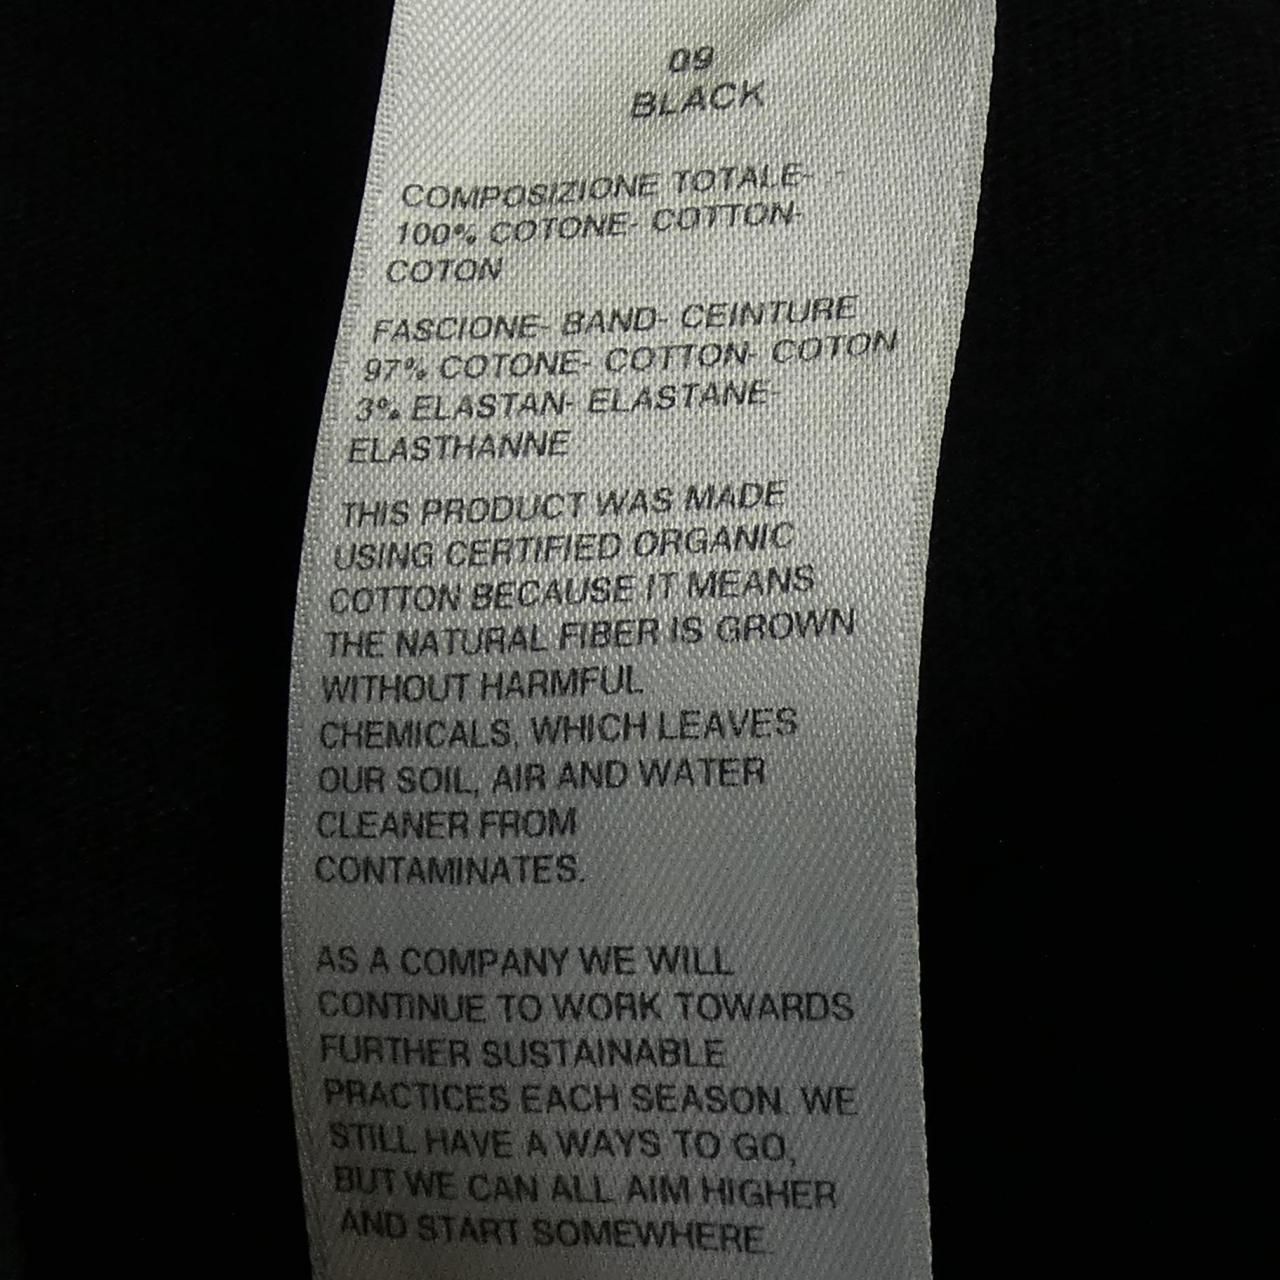 09
BLACK
COMPOSIZIONE TOTALE- -
100% COTONE- COTTON-
COTON
FASCIONE- BAND- CEINTURE
97% COTONE- COTTON- COTON
3% ELASTAN- ELASTANE-
ELASTHANNE
THIS PRODUCT WAS MADE
USING CERTIFIED ORGANIC
COTTON BECAUSE IT MEANS
THE NATURAL FIBER IS GROWN
WITHOUT HARMFUL
CHEMICALS, WHICH LEAVES
OUR SOIL, AIR AND WATER
CLEANER FROM
CONTAMINATES.
AS A COMPANY WE WILL
CONTINUE TO WORK TOWARDS
FURTHER SUSTAINABLE
PRACTICES EACH SEASON. WE
STILL HAVE A WAYS TO GO,
BUT WE CAN ALL AIM HIGHER
AND START SOMEWHERE.